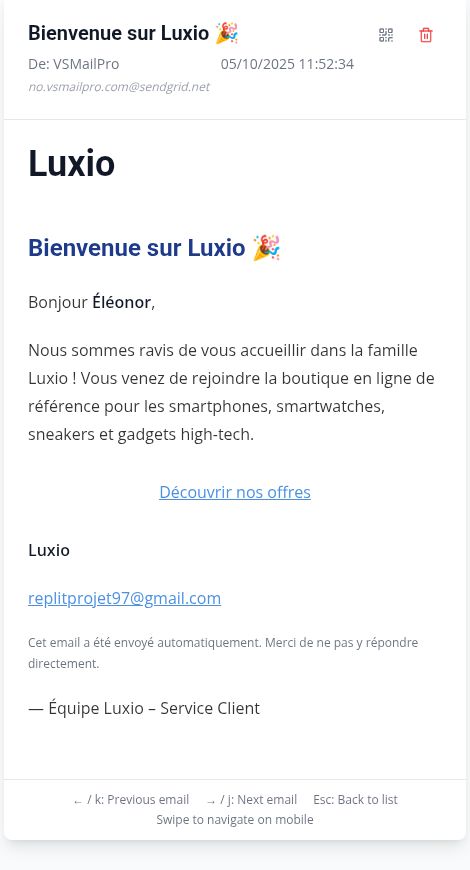 Bienvenue sur Luxio 🎉
De: VSMailPro 05/10/2025 11:52:34
no.vsmailpro.com@sendgrid.net
Luxio
Bienvenue sur Luxio 🎉
Bonjour Éléonor,
Nous sommes ravis de vous accueillir dans la famille
Luxio ! Vous venez de rejoindre la boutique en ligne de
référence pour les smartphones, smartwatches,
sneakers et gadgets high-tech.
Découvrir nos offres
Luxio
replitprojet97@gmail.com
Cet email a été envoyé automatiquement. Merci de ne pas y répondre
directement.
— Équipe Luxio – Service Client
← / k: Previous email → / j: Next email Esc: Back to list
Swipe to navigate on mobile